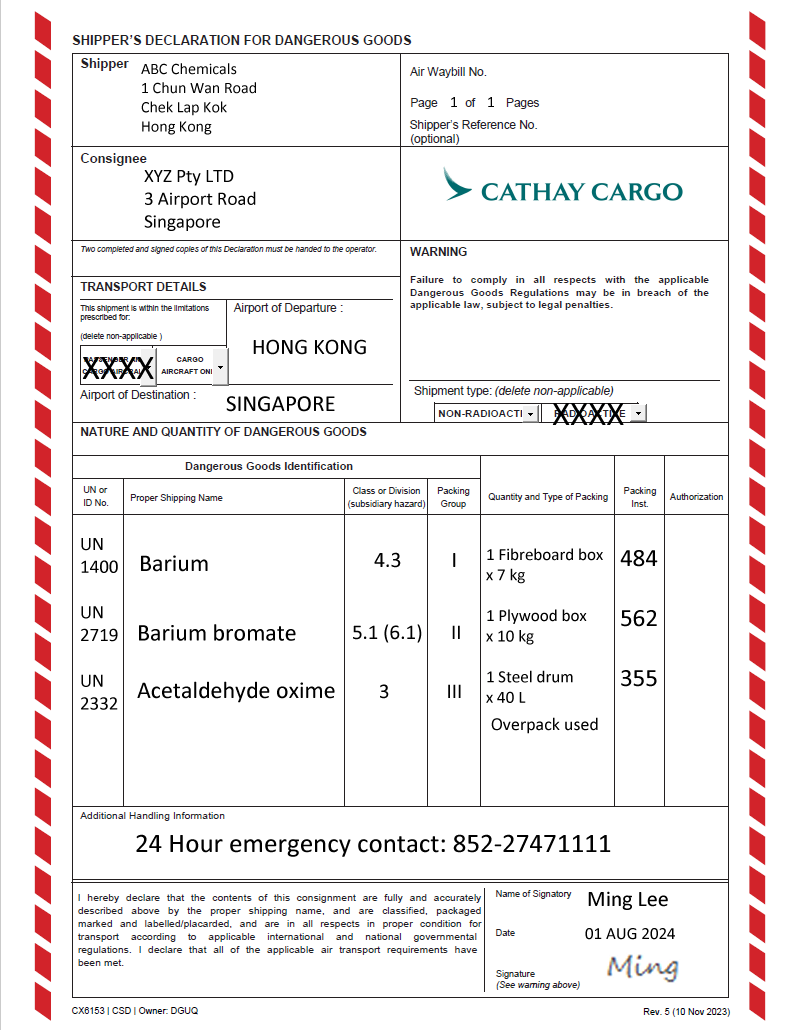 SHIPPER'S DECLARATION FOR DANGEROUS GOODS
Shipper
ABC Chemicals
1 Chun Wan Road
Chek Lap Kok
Hong Kong
Air Waybill No.
Page 1 of 1 Pages
Shipper's Reference No.
(optional)
Consignee
XYZ Pty LTD
3 Airport Road
Singapore
CATHAY CARGO
Two completed and signed copies of this Declaration must be handed to the operator.
WARNING
Failure to comply in all respects with the applicable
Dangerous Goods Regulations may be in breach of the
applicable law, subject to legal penalties.
TRANSPORT DETAILS
This shipment is within the limitations
prescribed for:
(delete non-applicable )
XXXX
CARGO
AIRCRAFT ONL
Airport of Departure :
HONG KONG
Airport of Destination :
SINGAPORE
Shipment type: (delete non-applicable)
NON-RADIOACTI
RADIOACTIVE
XXXX
NATURE AND QUANTITY OF DANGEROUS GOODS
Dangerous Goods Identification
UN or
ID No.
Proper Shipping Name
Class or Division
(subsidiary hazard)
Packing
Group
Quantity and Type of Packing
Packing
Inst.
Authorization
UN
1400
Barium
4.3
I
1 Fibreboard box
x 7 kg
484
UN
2719
Barium bromate
5.1 (6.1)
II
1 Plywood box
x 10 kg
562
UN
2332
Acetaldehyde oxime
3
III
1 Steel drum
x 40 L
355
Overpack used
Additional Handling Information
24 Hour emergency contact: 852-27471111
I hereby declare that the contents of this consignment are fully and accurately
described above by the proper shipping name, and are classified, packaged
marked and labelled/placarded, and are in all respects in proper condition for
transport according to applicable international and national governmental
regulations. I declare that all of the applicable air transport requirements have
been met.
Name of Signatory
Ming Lee
Date
01 AUG 2024
Signature
(See warning above)
Ming
CX6153 | CSD | Owner: DGUQ
Rev. 5 (10 Nov 2023)